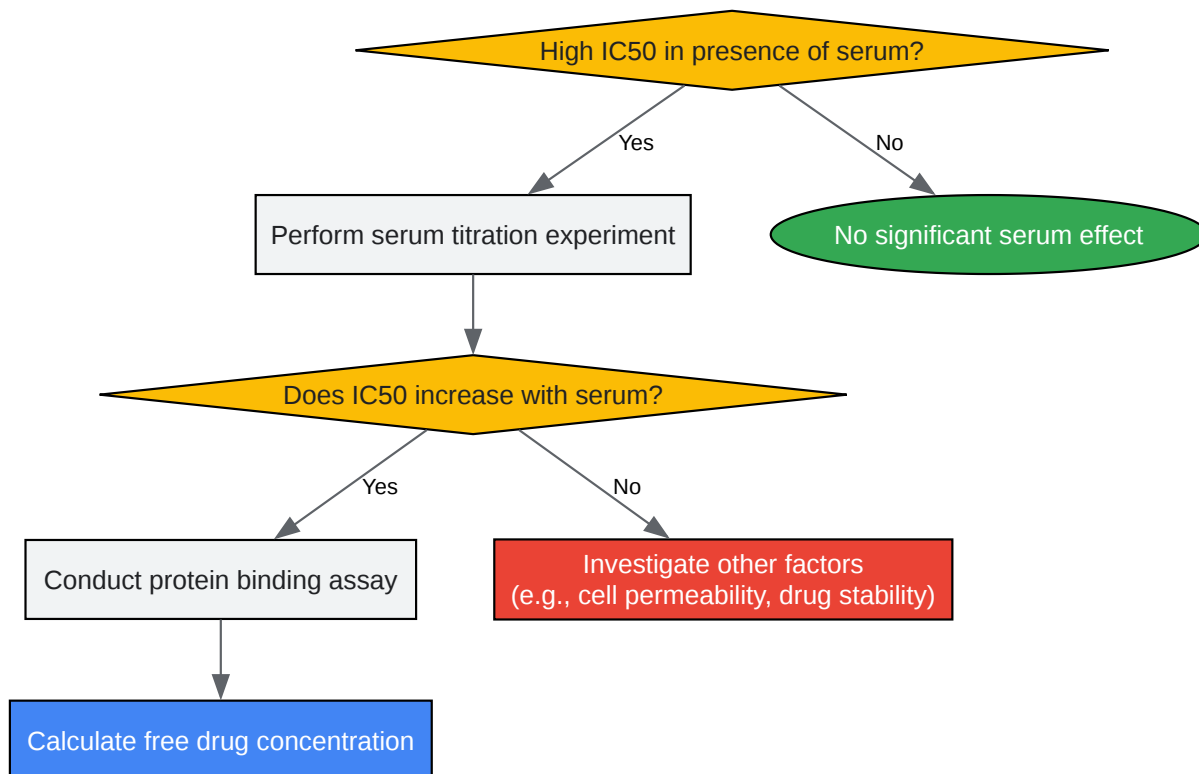 High IC50 in presence of serum?
Yes
No
Perform serum titration experiment
No significant serum effect
Does IC50 increase with serum?
Yes
No
Conduct protein binding assay
Investigate other factors
(e.g., cell permeability, drug stability)
Calculate free drug concentration